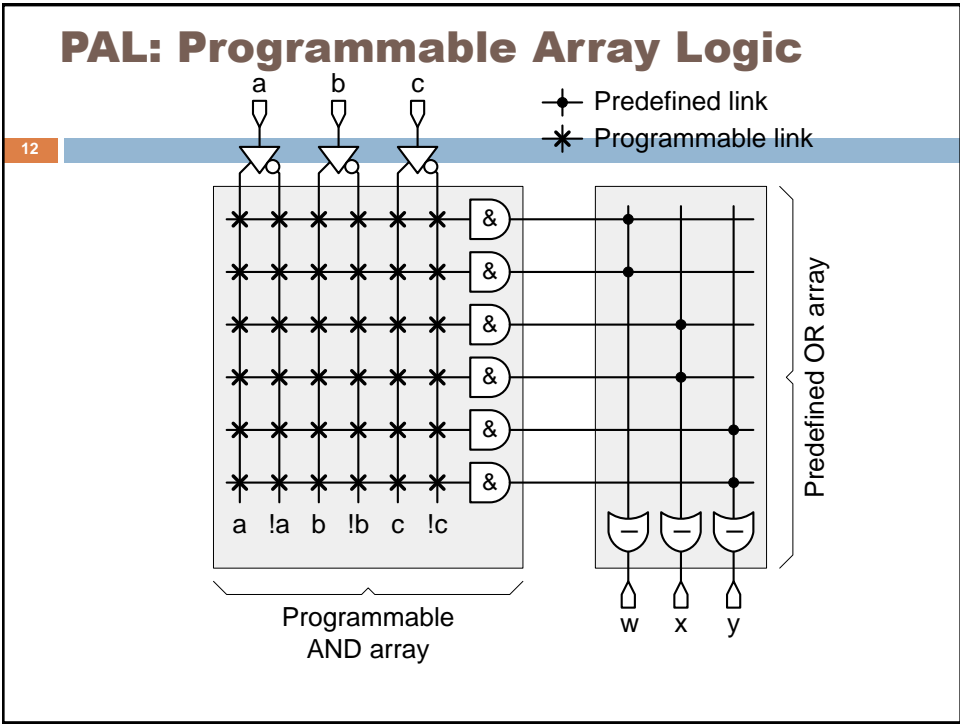 PAL: Programmable Array Logic
a b c
Predefined link
Programmable link
12
&
&
&
&
&
&
a !a b !b c !c
Predefined OR array
w x y
Programmable
AND array